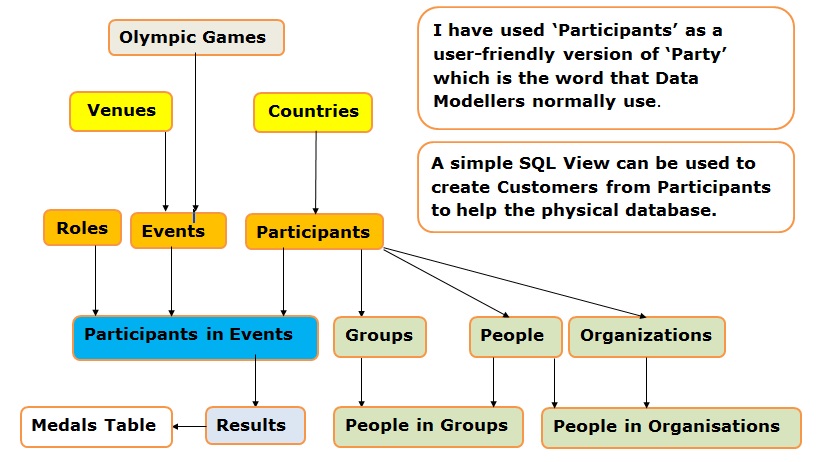 Olympic Games
I have used ‘Participants’ as a
user-friendly version of ‘Party’
which is the word that Data
Modellers normally use.
Venues
Countries
A simple SQL View can be used to
create Customers from Participants
to help the physical database.
Roles
Events
Participants
Participants in Events
Groups
People
Organizations
Medals Table
Results
People in Groups
People in Organisations